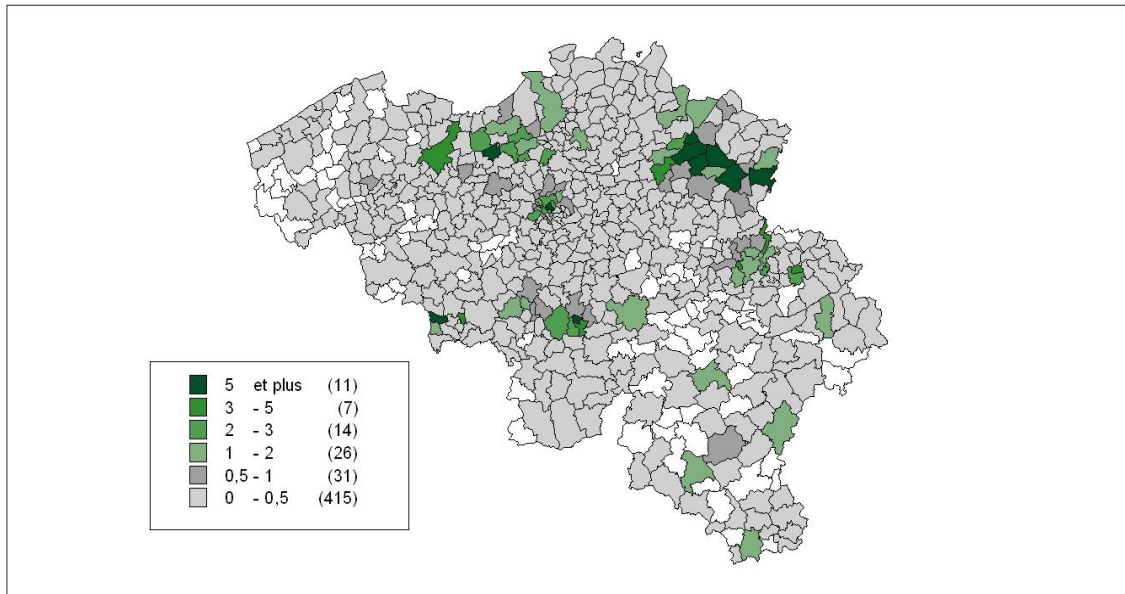 5 et plus (11)
3 - 5 (7)
2 - 3 (14)
1 - 2 (26)
0,5 - 1 (31)
0 - 0,5 (415)